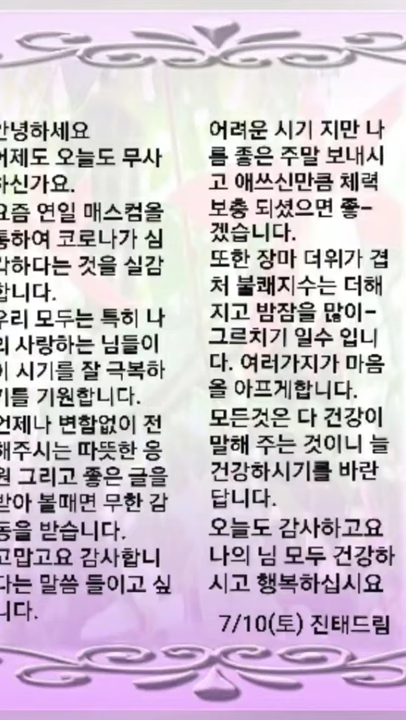 안녕하세요
어제도 오늘도 무사
하신가요.
요즘 연일 매스컴올
통하여 코로나가 심
각하다는 것을 실감
합니다.
우리 모두는 특히 나
의 사랑하는 님들이
이 시기를 잘 극복하
기를 기원합니다.
언제나 변함없이 전
해주시는 따뜻한 응
원 그리고 좋은 글을
받아 볼때면 무한 감
동을 받습니다.
고맙고요 감사합니
다는 말씀 들이고 싶
니다.
어려운 시기 지만 나
름 좋은 주말 보내시
고 애쓰신만큼 체력
보충 되셨으면 좋-
겠습니다.
또한 장마 더위가 겹
처 불쾌지수는 더해
지고 밤잠을 많이-
그르치기 일수 입니
다. 여러가지가 마음
올 아프게합니다.
모든것은 다 건강이
말해 주는 것이니 늘
건강하시기를 바란
답니다.
오늘도 감사하고요
나의 님 모두 건강하
시고 행복하십시요
7/10(토) 진태드림